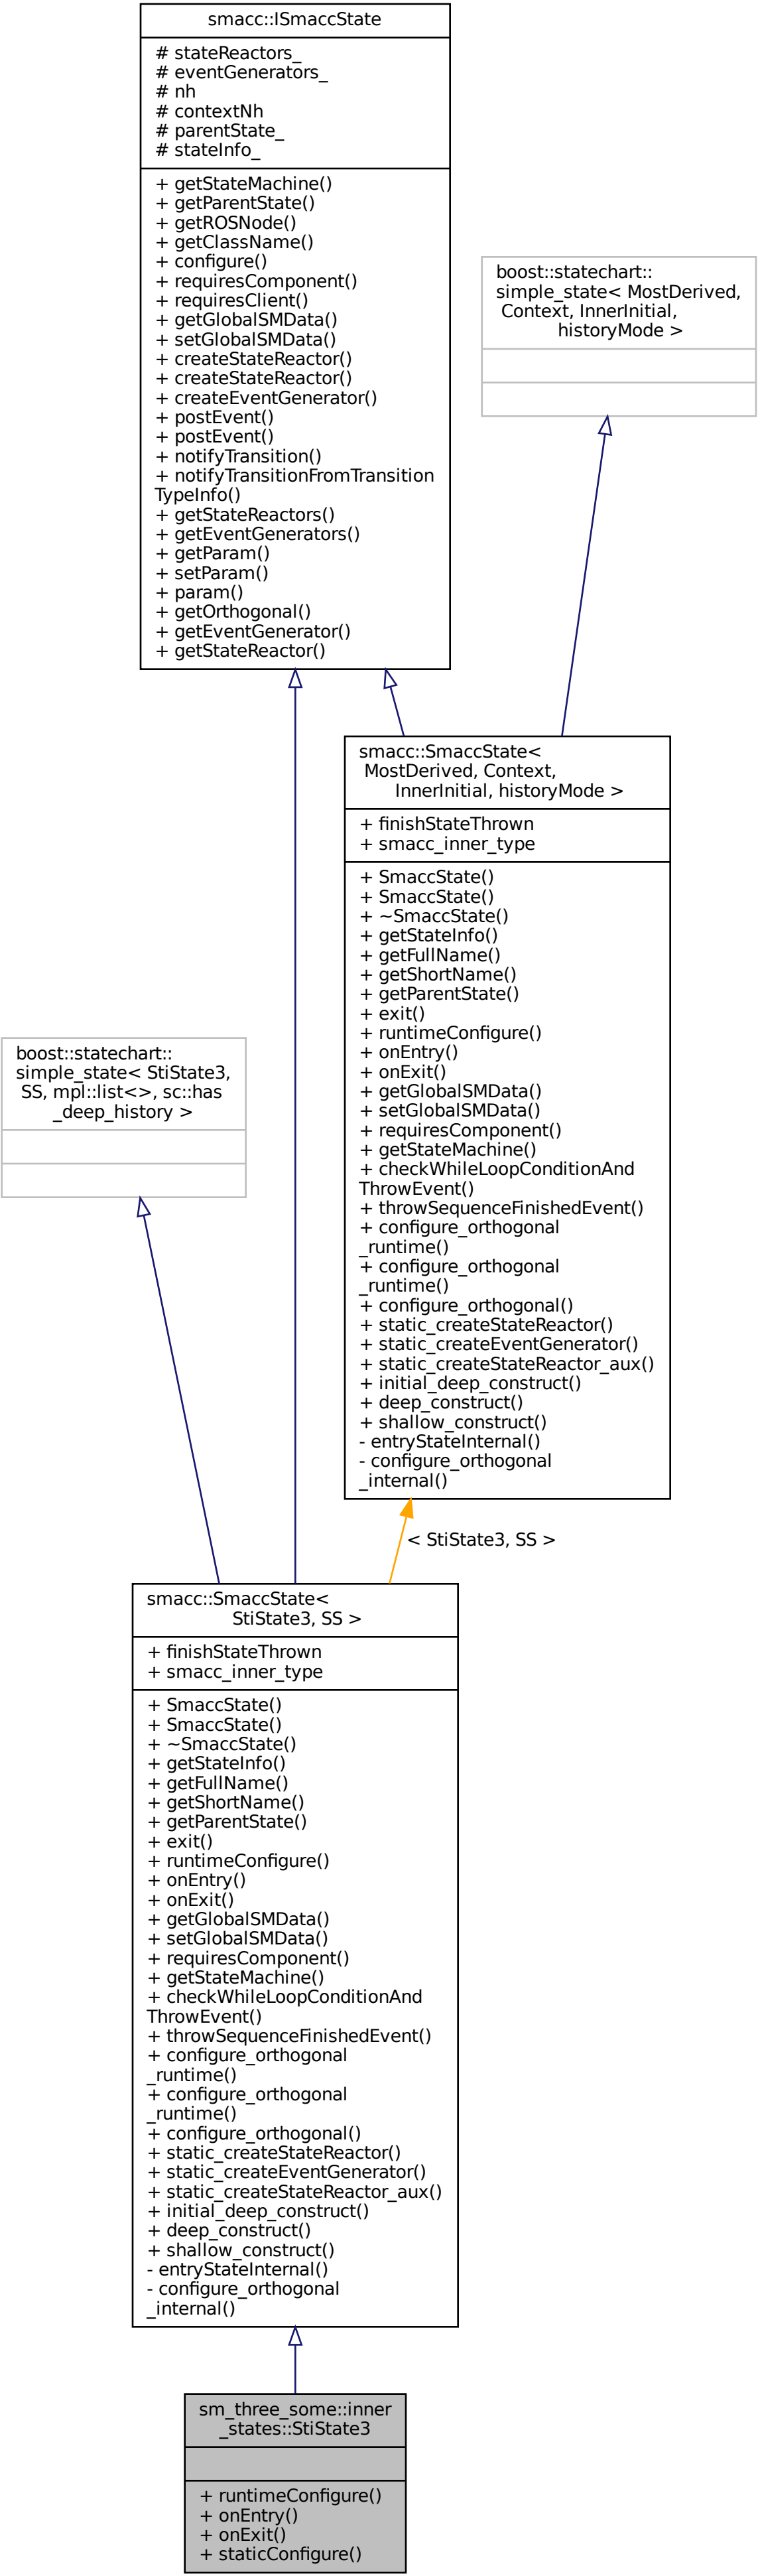 smacc::ISmaccState
# stateReactors_
# eventGenerators_
# nh
# contextNh
# parentState_
# stateInfo_
+ getStateMachine()
+ getParentState()
+ getROSNode()
+ getClassName()
+ configure()
+ requiresComponent()
+ requiresClient()
+ getGlobalSMData()
+ setGlobalSMData()
+ createStateReactor()
+ createStateReactor()
+ createEventGenerator()
+ postEvent()
+ postEvent()
+ notifyTransition()
+ notifyTransitionFromTransition
TypeInfo()
+ getStateReactors()
+ getEventGenerators()
+ getParam()
+ setParam()
+ param()
+ getOrthogonal()
+ getEventGenerator()
+ getStateReactor()
boost::statechart::
simple_state< MostDerived,
Context, InnerInitial,
historyMode >
smacc::SmaccState<
MostDerived, Context,
InnerInitial, historyMode >
+ finishStateThrown
+ smacc_inner_type
+ SmaccState()
+ SmaccState()
+ ~SmaccState()
+ getStateInfo()
+ getFullName()
+ getShortName()
+ getParentState()
+ exit()
+ runtimeConfigure()
+ onEntry()
+ onExit()
+ getGlobalSMData()
+ setGlobalSMData()
+ requiresComponent()
+ getStateMachine()
+ checkWhileLoopConditionAnd
ThrowEvent()
+ throwSequenceFinishedEvent()
+ configure_orthogonal
_runtime()
+ configure_orthogonal
_runtime()
+ configure_orthogonal()
+ static_createStateReactor()
+ static_createEventGenerator()
+ static_createStateReactor_aux()
+ initial_deep_construct()
+ deep_construct()
+ shallow_construct()
- entryStateInternal()
- configure_orthogonal
_internal()
boost::statechart::
simple_state< StiState3,
SS, mpl::list<>, sc::has
_deep_history >
< StiState3, SS >
smacc::SmaccState<
StiState3, SS >
+ finishStateThrown
+ smacc_inner_type
+ SmaccState()
+ SmaccState()
+ ~SmaccState()
+ getStateInfo()
+ getFullName()
+ getShortName()
+ getParentState()
+ exit()
+ runtimeConfigure()
+ onEntry()
+ onExit()
+ getGlobalSMData()
+ setGlobalSMData()
+ requiresComponent()
+ getStateMachine()
+ checkWhileLoopConditionAnd
ThrowEvent()
+ throwSequenceFinishedEvent()
+ configure_orthogonal
_runtime()
+ configure_orthogonal
_runtime()
+ configure_orthogonal()
+ static_createStateReactor()
+ static_createEventGenerator()
+ static_createStateReactor_aux()
+ initial_deep_construct()
+ deep_construct()
+ shallow_construct()
- entryStateInternal()
- configure_orthogonal
_internal()
sm_three_some::inner
_states::StiState3
+ runtimeConfigure()
+ onEntry()
+ onExit()
+ staticConfigure()